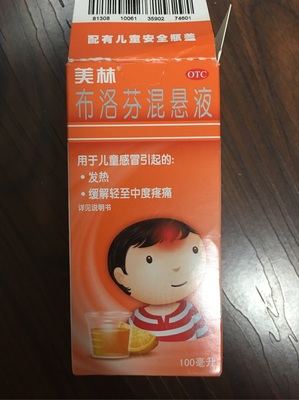 81308 10061 35902 74601
配有儿童安全瓶盖
美林
OTC
布洛芬混悬液
用于儿童感冒引起的:
·发热
·缓解轻至中度疼痛
详见说明书
100毫升